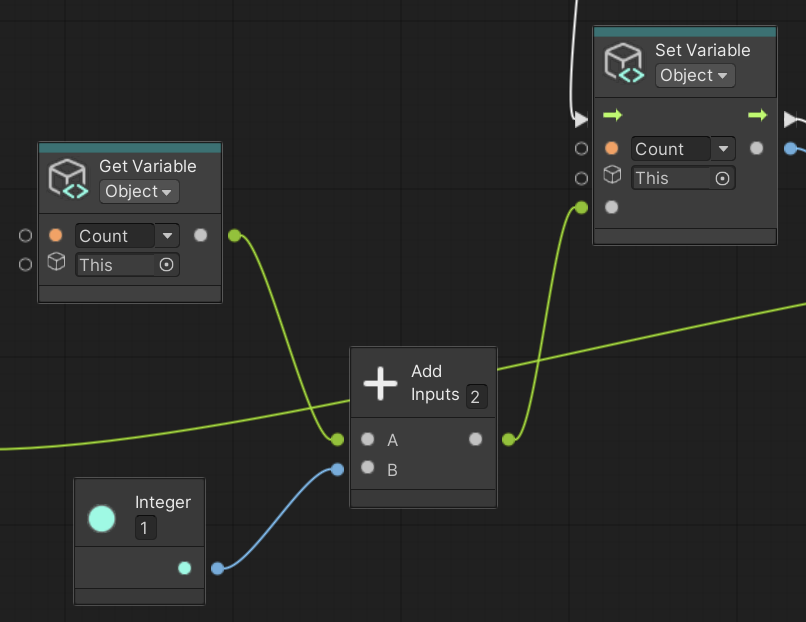 Set Variable
Object
Count
This
Get Variable
Object
Count
This
Add
Inputs 2
A
B
Integer
1